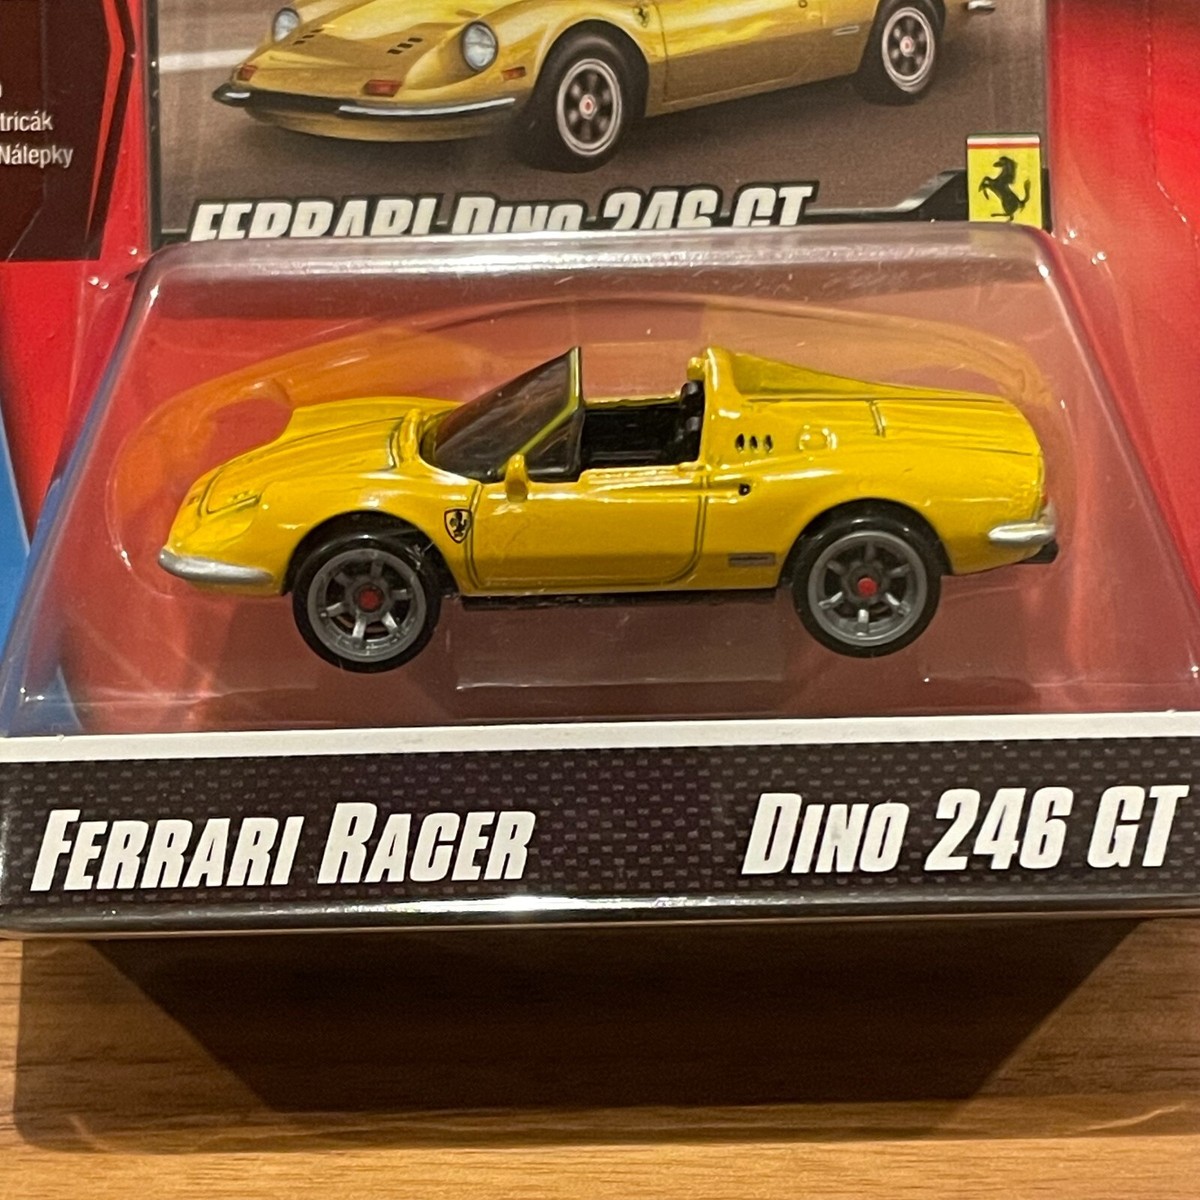 tricák
Nálepky
FERRARI DINO 246 GT
FERRARI RACER
DINO 246 GT